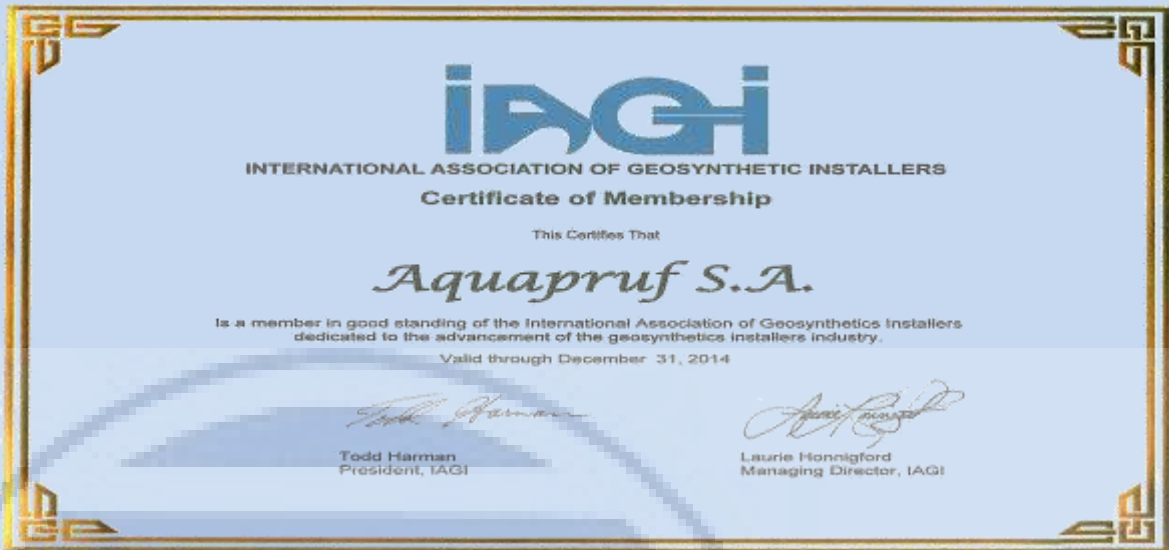 iAGi
INTERNATIONAL ASSOCIATION OF GEOSYNTHETIC INSTALLERS
Certificate of Membership
This Certifies That
Aquapruf S.A.
Is a member in good standing of the International Association of Geosynthetics Installers
dedicated to the advancement of the geosynthetics installers industry.
Valid through December 31, 2014
Todd Harman
Todd Harman
President, IAGI
Laurie Honnigford
Managing Director, IAGI